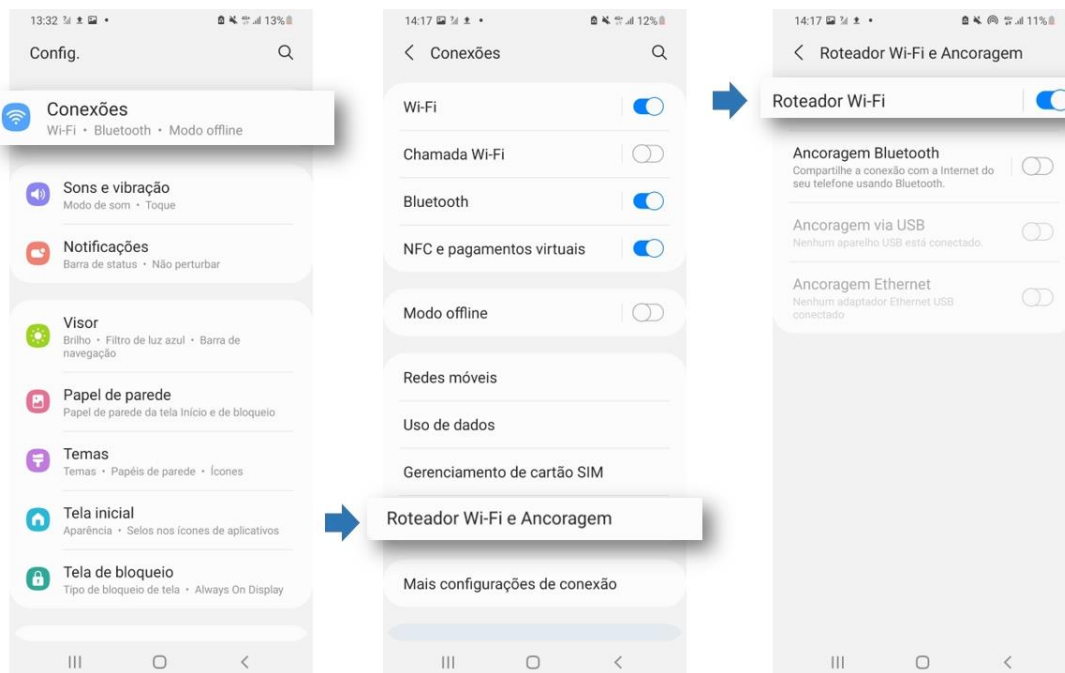 13:32
13%
Config.
Conexões
Wi-Fi • Bluetooth • Modo offline
Sons e vibração
Modo de som • Toque
Notificações
Barra de status • Não perturbar
Visor
Brilho • Filtro de luz azul • Barra de
navegação
Papel de parede
Papel de parede da tela Início e de bloqueio
Temas
Temas • Papéis de parede • Ícones
Tela inicial
Aparência • Selos nos ícones de aplicativos
Tela de bloqueio
Tipo de bloqueio de tela • Always On Display
14:17
12%
Conexões
Wi-Fi
Chamada Wi-Fi
Bluetooth
NFC e pagamentos virtuais
Modo offline
Redes móveis
Uso de dados
Gerenciamento de cartão SIM
Roteador Wi-Fi e Ancoragem
Mais configurações de conexão
14:17
11%
Roteador Wi-Fi e Ancoragem
Roteador Wi-Fi
Ancoragem Bluetooth
Compartilhe a conexão com a Internet do
seu telefone usando Bluetooth.
Ancoragem via USB
Nenhum aparelho USB está conectado.
Ancoragem Ethernet
Nenhum adaptador Ethernet USB
conectado